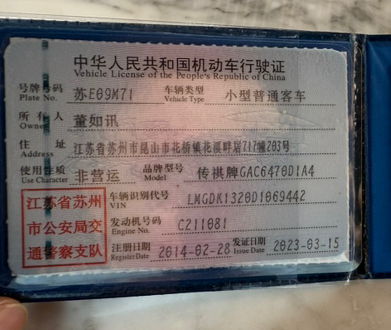 中华人民共和国机动车行驶证
Vehicle License of the People's Republic of China
号牌号码 苏E09M71 车辆类型 小型普通客车
Plate No. Vehicle Type
所有人 董如讯
Owner
住址 江苏省苏州市昆山市花桥镇花溪畔居717幢203号
Address
使用性质 非营运 品牌型号 传祺牌GAC6470D1A4
Use Character Model
江苏省苏州
市公安局交
通警察支队
车辆识别代号 LMGDK1320D1069442
VIN
发动机号码 C211081
Engine No.
注册日期 2014-02-28 发证日期 2023-03-15
Register Date Issue Date